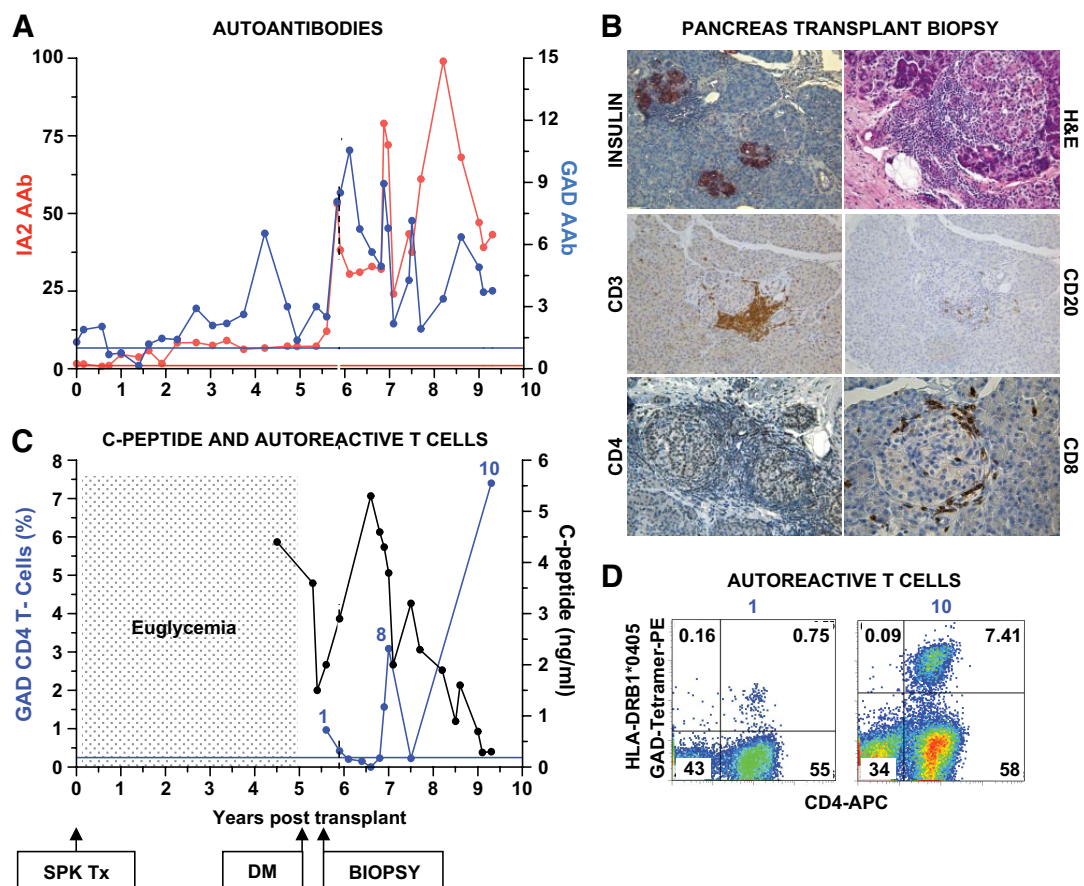 A
AUTOANTIBODIES
100
75
50
25
0
IA2 AAb
15
12
9
6
3
0
GAD AAb
0 1 2 3 4 5 6 7 8 9 10
B
PANCREAS TRANSPLANT BIOPSY
INSULIN
H&E
CD3
CD20
CD4
CD8
C
C-PEPTIDE AND AUTOREACTIVE T CELLS
8
7
6
5
4
3
2
1
0
GAD CD4 T- Cells (%)
6
5
4
3
2
1
0
C-peptide (ng/ml)
Euglycemia
1
8
10
0 1 2 3 4 5 6 7 8 9 10
Years post transplant
SPK Tx
DM
BIOPSY
D
AUTOREACTIVE T CELLS
1 10
HLA-DRB1*0405
GAD-Tetramer-PE
0.16 0.75
43 55
0.09 7.41
34 58
CD4-APC